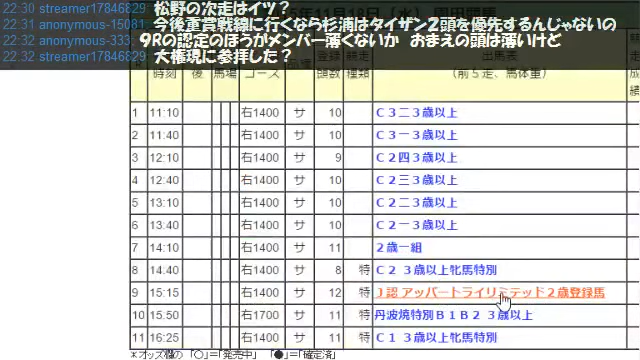 22:30 streamer17846829 松野の次走はイツ？
22:31 anonymous-15081 今後重賞戦線に行くなら杉浦はタイザン2頭を優先するんじゃないの
22:32 anonymous-333 9Rの認定のほうがメンバー薄くないか おまえの頭は薄いけど
22:32 streamer17846829 大権現に参拝した？
時刻 後 馬場 コース 頭数 種類 (前５走、馬体重)
1 11:10 右1400 サ 10 Ｃ３二３歳以上
2 11:40 右1400 サ 10 Ｃ３一３歳以上
3 12:10 右1400 サ 9 Ｃ２四３歳以上
4 12:40 右1400 サ 10 Ｃ２三３歳以上
5 13:10 右1400 サ 10 Ｃ２二３歳以上
6 13:40 右1400 サ 10 Ｃ２一３歳以上
7 14:10 右1400 サ 11 ２歳一組
8 14:40 右1400 サ 8 特 Ｃ２ ３歳以上牝馬特別
9 15:15 右1400 サ 12 特 Ｊ認 アッパートライリミテッド２歳登録馬
10 15:50 右1700 サ 11 特 丹波焼特別Ｂ１Ｂ２ ３歳以上
11 16:25 右1400 サ 11 特 Ｃ１ ３歳以上牝馬特別
＊オッズ欄の 「○」＝「発売中」 「●」＝「確定済」